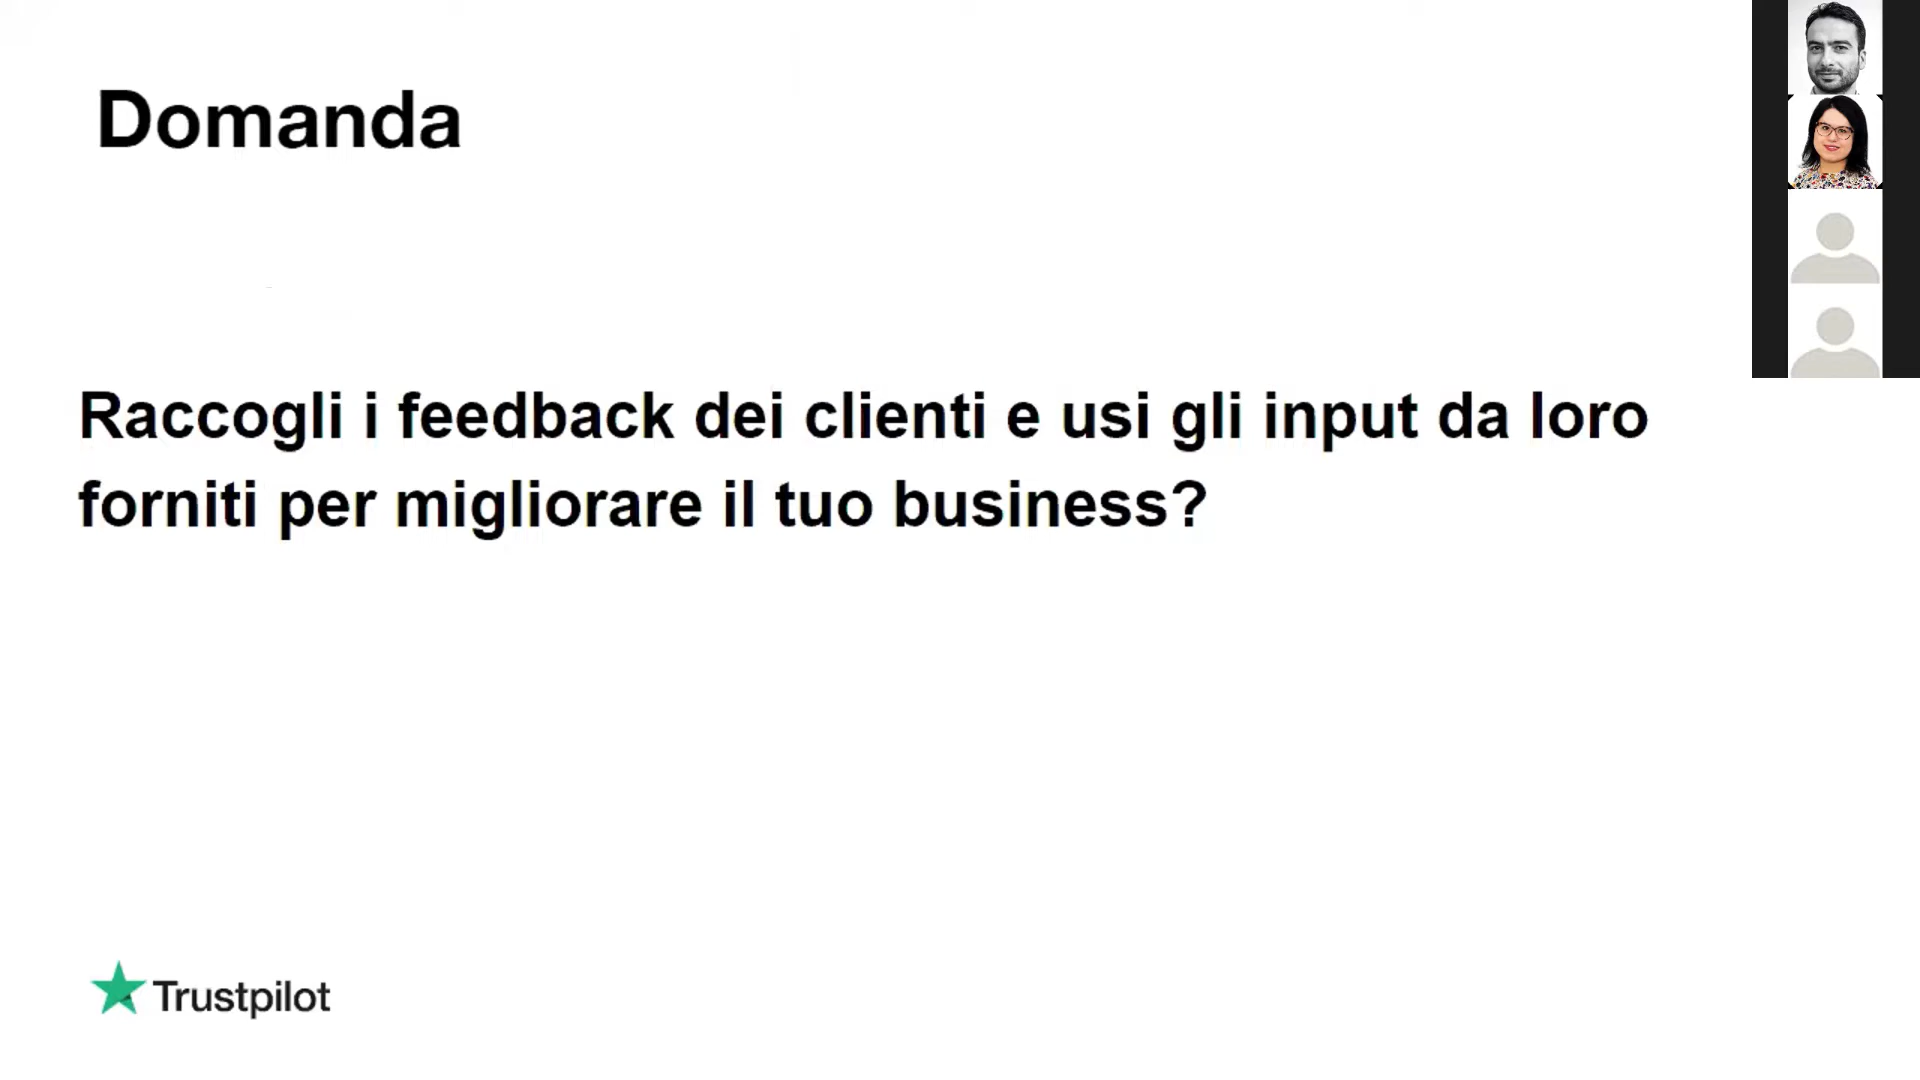 Domanda
Raccogli i feedback dei clienti e usi gli input da loro
forniti per migliorare il tuo business?
Trustpilot